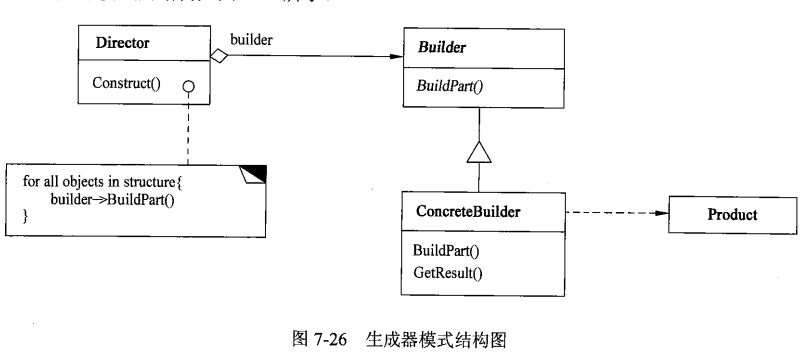 Director
builder
Builder
Construct()
BuildPart()
for all objects in structure{
builder->BuildPart()
}
ConcreteBuilder
Product
BuildPart()
GetResult()
图 7-26 生成器模式结构图